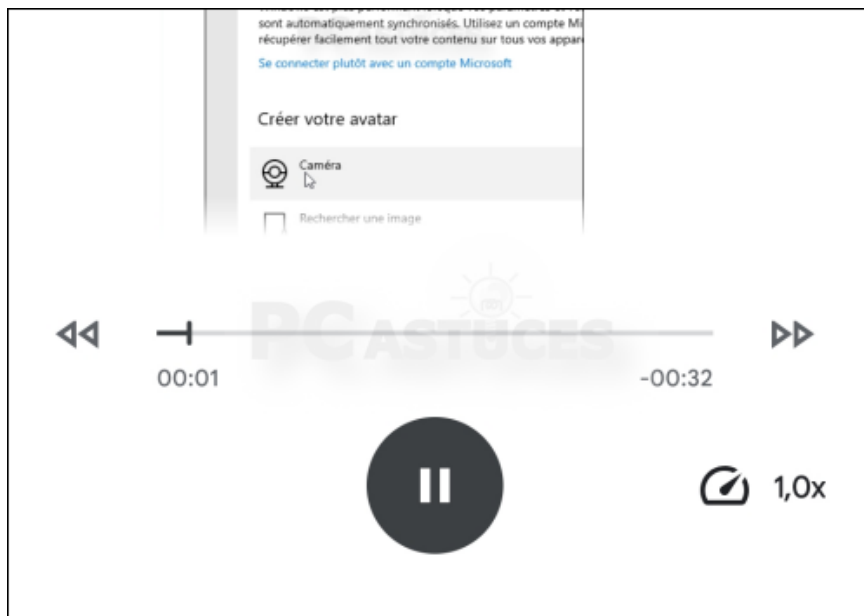 sont automatiquement synchronisés. Utilisez un compte Mi
récupérer facilement tout votre contenu sur tous vos appar
Se connecter plutôt avec un compte Microsoft
Créer votre avatar
Caméra
Rechercher une image
PC ASTUCES
00:01
-00:32
1,0x